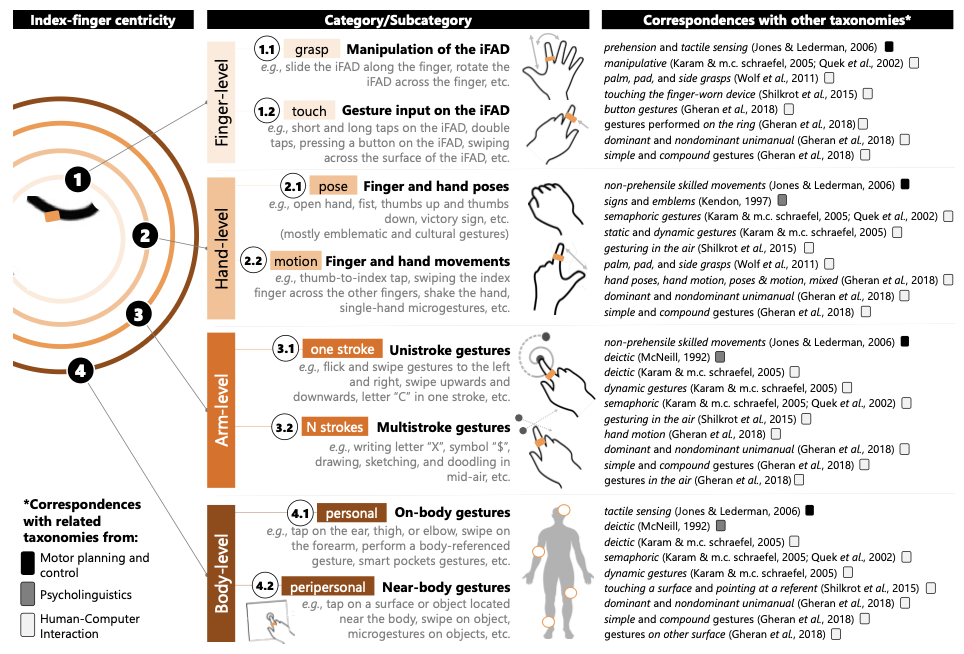 Index-finger centricity
Category/Subcategory
Correspondences with other taxonomies*
1
2
3
4
*Correspondences
with related
taxonomies from:
Motor planning and
control
Psycholinguistics
Human-Computer
Interaction
Finger-level
1.1 grasp Manipulation of the iFAD
e.g., slide the iFAD along the finger, rotate the
iFAD across the finger, etc.
1.2 touch Gesture input on the iFAD
e.g., short and long taps on the iFAD, double
taps, pressing a button on the iFAD, swiping
across the surface of the iFAD, etc.
prehension and tactile sensing (Jones & Lederman, 2006)
manipulative (Karam & m.c. schraefel, 2005; Quek et al., 2002)
palm, pad, and side grasps (Wolf et al., 2011)
touching the finger-worn device (Shilkrot et al., 2015)
button gestures (Gheran et al., 2018)
gestures performed on the ring (Gheran et al., 2018)
dominant and nondominant unimanual (Gheran et al., 2018)
simple and compound gestures (Gheran et al., 2018)
Hand-level
2.1 pose Finger and hand poses
e.g., open hand, fist, thumbs up and thumbs
down, victory sign, etc.
(mostly emblematic and cultural gestures)
2.2 motion Finger and hand movements
e.g., thumb-to-index tap, swiping the index
finger across the other fingers, shake the hand,
single-hand microgestures, etc.
non-prehensile skilled movements (Jones & Lederman, 2006)
signs and emblems (Kendon, 1997)
semaphoric gestures (Karam & m.c. schraefel, 2005; Quek et al., 2002)
static and dynamic gestures (Karam & m.c. schraefel, 2005)
gesturing in the air (Shilkrot et al., 2015)
palm, pad, and side grasps (Wolf et al., 2011)
hand poses, hand motion, poses & motion, mixed (Gheran et al., 2018)
dominant and nondominant unimanual (Gheran et al., 2018)
simple and compound gestures (Gheran et al., 2018)
Arm-level
3.1 one stroke Unistroke gestures
e.g., flick and swipe gestures to the left
and right, swipe upwards and
downwards, letter “C” in one stroke, etc.
3.2 N strokes Multistroke gestures
e.g., writing letter “X”, symbol “$”,
drawing, sketching, and doodling in
mid-air, etc.
non-prehensile skilled movements (Jones & Lederman, 2006)
deictic (McNeill, 1992)
deictic (Karam & m.c. schraefel, 2005)
dynamic gestures (Karam & m.c. schraefel, 2005)
semaphoric (Karam & m.c. schraefel, 2005; Quek et al., 2002)
gesturing in the air (Shilkrot et al., 2015)
hand motion (Gheran et al., 2018)
dominant and nondominant unimanual (Gheran et al., 2018)
simple and compound gestures (Gheran et al., 2018)
gestures in the air (Gheran et al., 2018)
Body-level
4.1 personal On-body gestures
e.g., tap on the ear, thigh, or elbow, swipe on
the forearm, perform a body-referenced
gesture, smart pockets gestures, etc.
4.2 peripersonal Near-body gestures
e.g., tap on a surface or object located
near the body, swipe on object,
microgestures on objects, etc.
tactile sensing (Jones & Lederman, 2006)
deictic (McNeill, 1992)
deictic (Karam & m.c. schraefel, 2005)
semaphoric (Karam & m.c. schraefel, 2005; Quek et al., 2002)
dynamic gestures (Karam & m.c. schraefel, 2005)
touching a surface and pointing at a referent (Shilkrot et al., 2015)
dominant and nondominant unimanual (Gheran et al., 2018)
simple and compound gestures (Gheran et al., 2018)
gestures on other surface (Gheran et al., 2018)